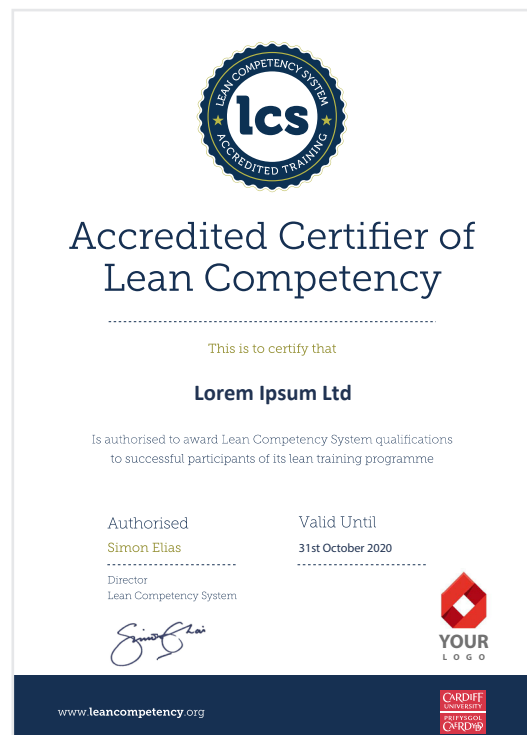 LEAN COMPETENCY SYSTEM
lcs
ACCREDITED TRAINING
Accredited Certifier of
Lean Competency
This is to certify that
Lorem Ipsum Ltd
Is authorised to award Lean Competency System qualifications
to successful participants of its lean training programme
Authorised
Simon Elias
Director
Lean Competency System
Valid Until
31st October 2020
YOUR
LOGO
www.leancompetency.org
CARDIFF
UNIVERSITY
PRIFYSGOL
CAERDYDD